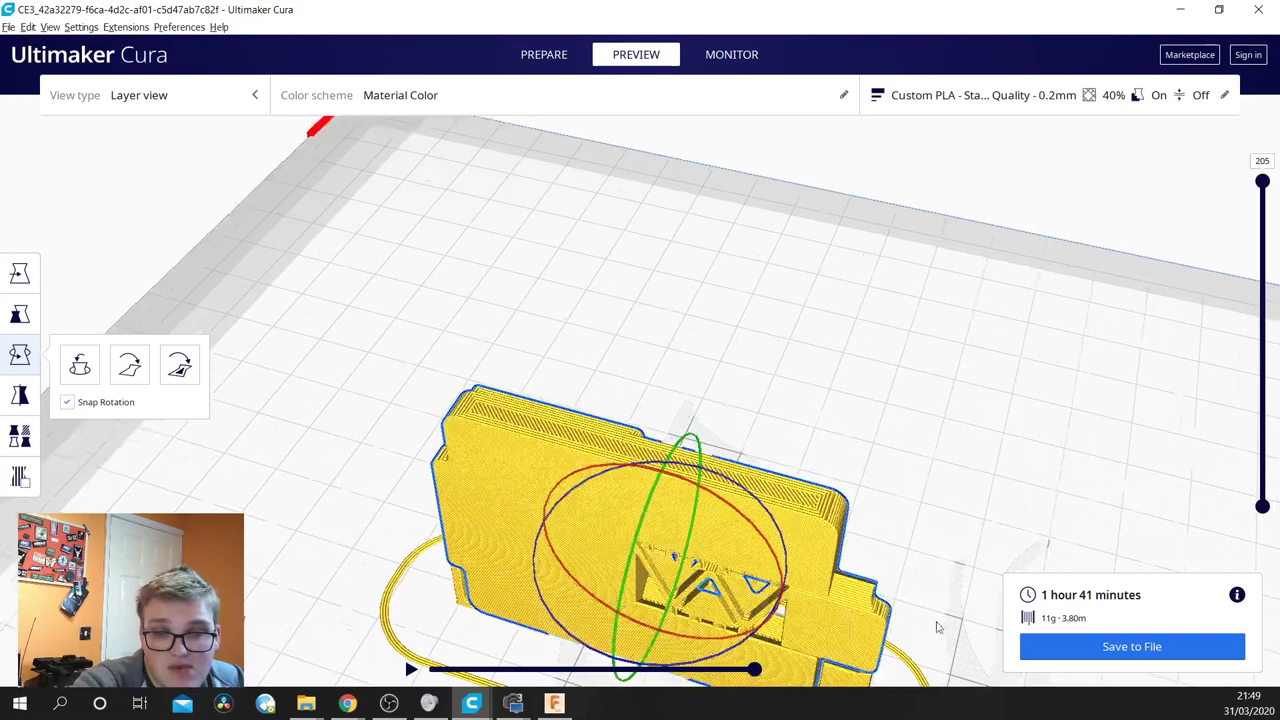 CE3_42a32279-f6ca-4d2c-af01-c5d47ab7c82f - Ultimaker Cura
File Edit View Settings Extensions Preferences Help
Ultimaker Cura
PREPARE
PREVIEW
MONITOR
Marketplace
Sign in
View type Layer view
Color scheme Material Color
Custom PLA - Sta... Quality - 0.2mm 40% On Off
205
Snap Rotation
1 hour 41 minutes
11g · 3.80m
Save to File
21:49
31/03/2020